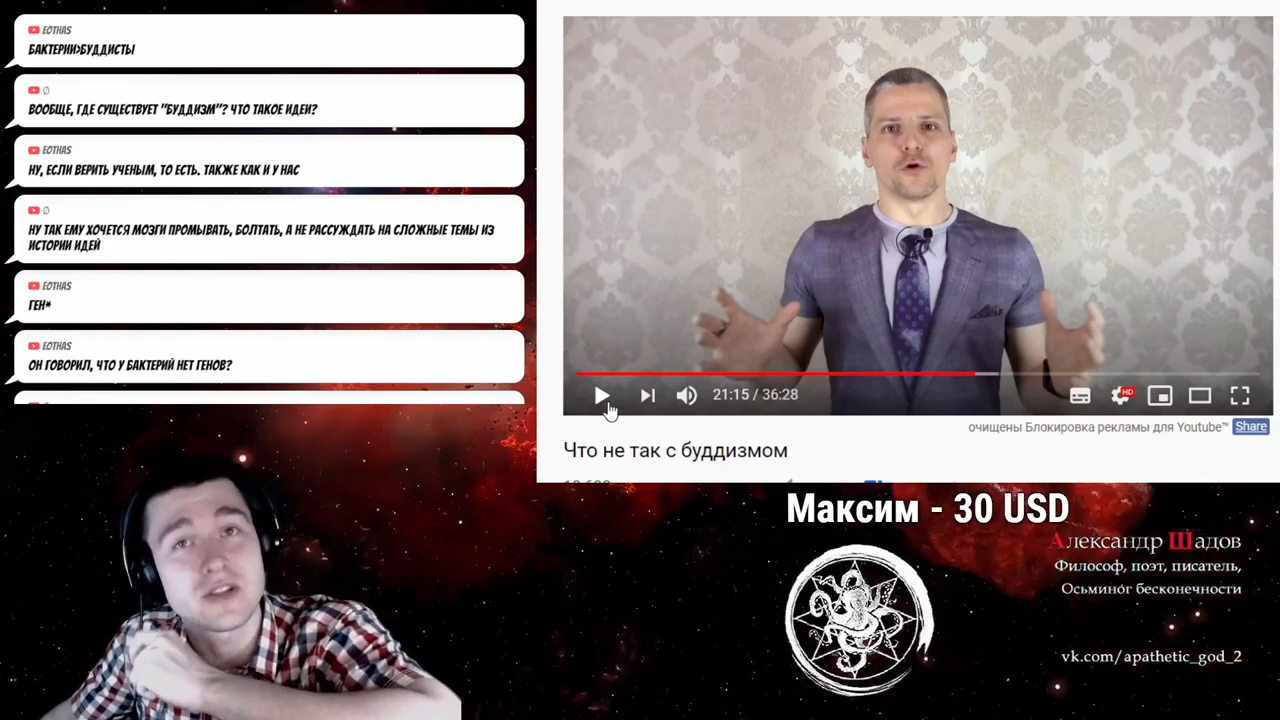 EOTHAS
БАКТЕРИИ>БУДДИСТЫ
Ø
ВООБЩЕ, ГДЕ СУЩЕСТВУЕТ "БУДДИЗМ"? ЧТО ТАКОЕ ИДЕИ?
EOTHAS
НУ, ЕСЛИ ВЕРИТЬ УЧЕНЫМ, ТО ЕСТЬ. ТАКЖЕ КАК И У НАС
Ø
НУ ТАК ЕМУ ХОЧЕТСЯ МОЗГИ ПРОМЫВАТЬ, БОЛТАТЬ, А НЕ РАССУЖДАТЬ НА СЛОЖНЫЕ ТЕМЫ ИЗ
ИСТОРИИ ИДЕЙ
EOTHAS
ГЕН*
EOTHAS
ОН ГОВОРИЛ, ЧТО У БАКТЕРИЙ НЕТ ГЕНОВ?
21:15 / 36:28
HD
очищены Блокировка рекламы для Youtube™ Share
Что не так с буддизмом
Максим - 30 USD
Александр Шадов
Философ, поэт, писатель,
Осьминог бесконечности
vk.com/apathetic_god_2